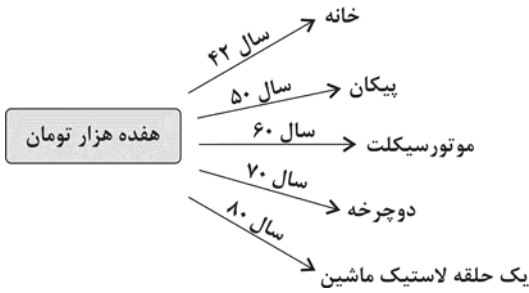 هفده هزار تومان
سال ۴۲
خانه
سال ۵۰
پیکان
سال ۶۰
موتورسیکلت
سال ۷۰
دوچرخه
سال ۸۰
یک حلقه لاستیک ماشین